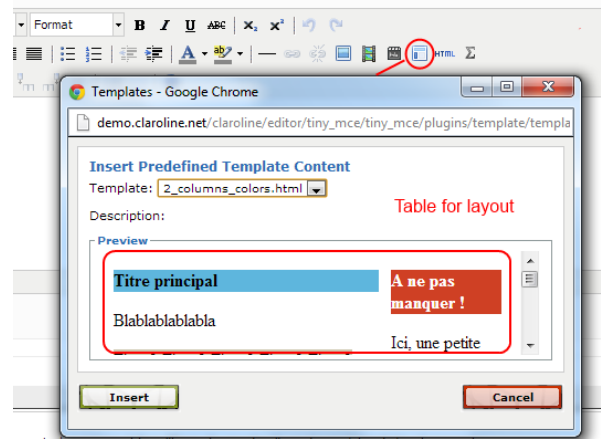 Format B I U ABC X₂ X²
A ab HTML Σ
Templates - Google Chrome
demo.claroline.net/claroline/editor/tiny_mce/tiny_mce/plugins/template/templa
Insert Predefined Template Content
Template: 2_columns_colors.html
Table for layout
Description:
Preview
Titre principal
A ne pas
manquer !
Blablablablabla
Ici, une petite
Insert
Cancel